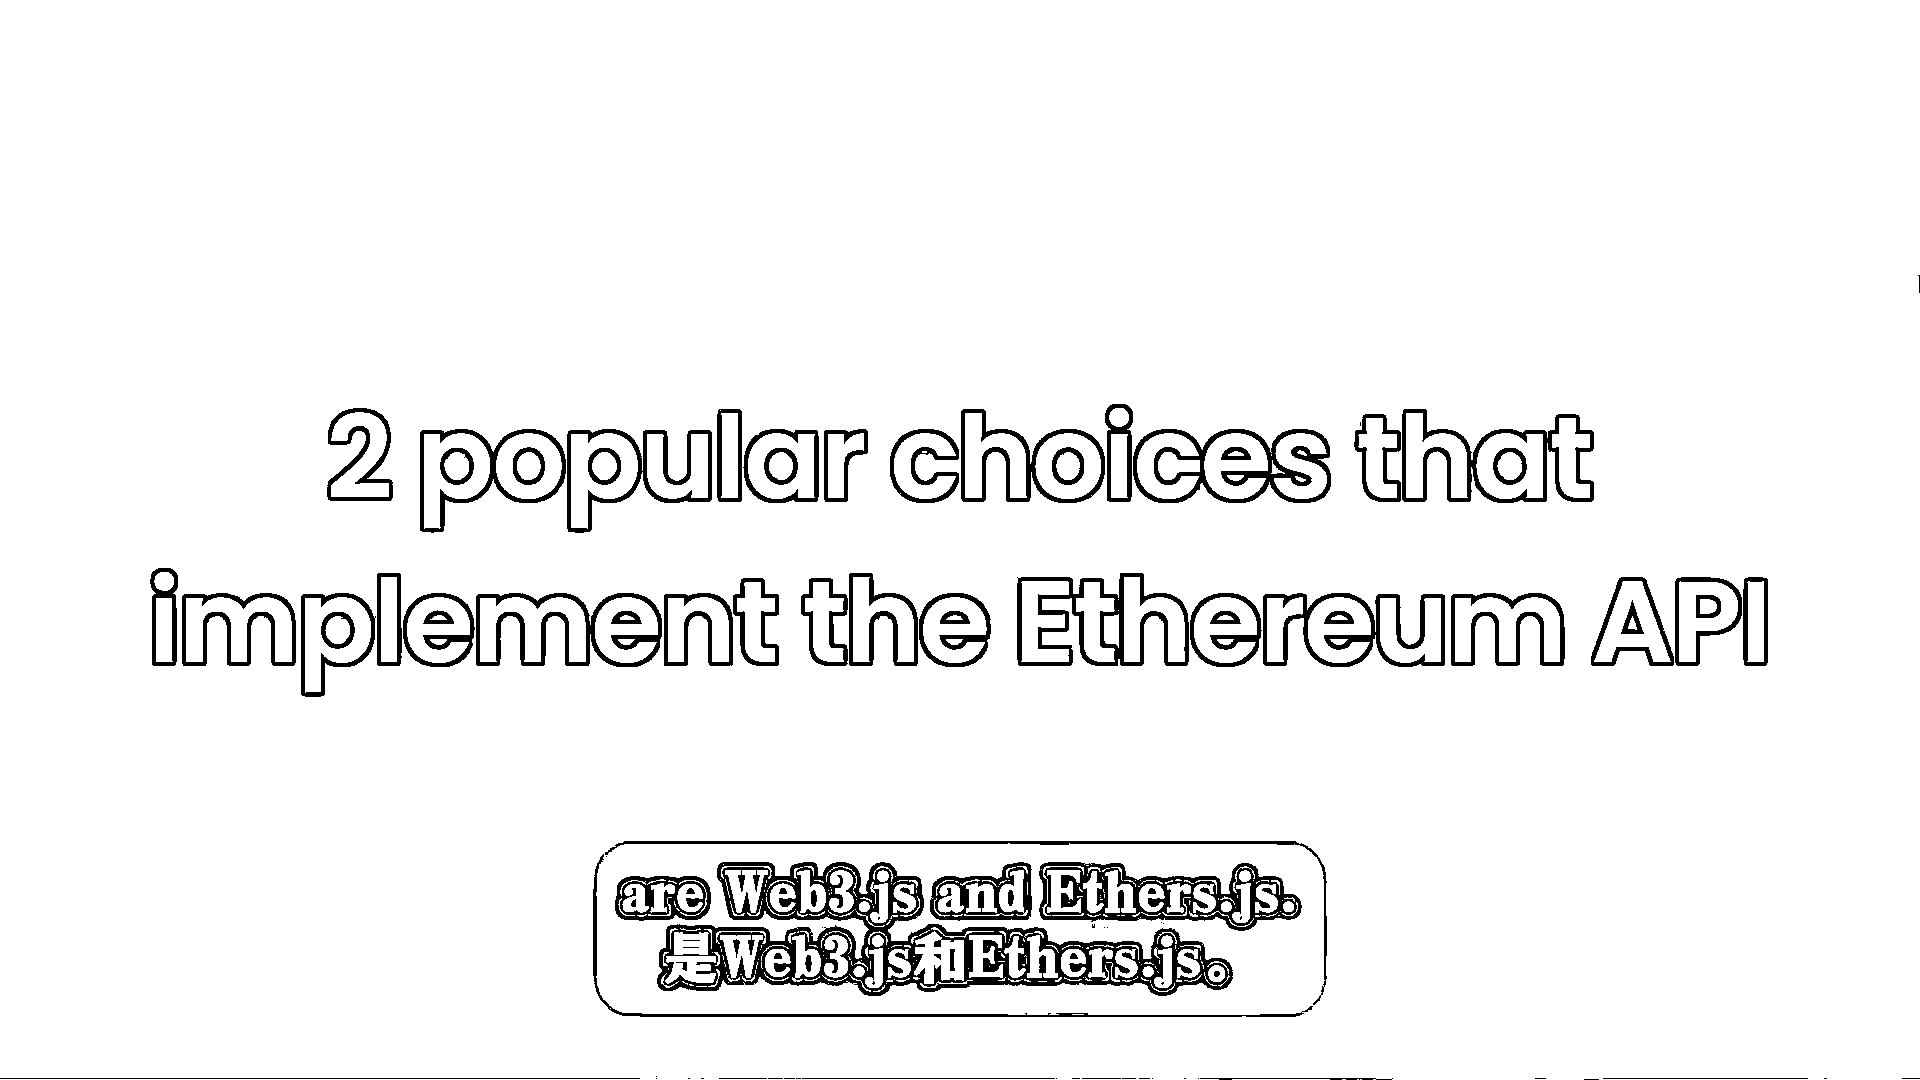 2 popular choices that
implement the Ethereum API
are Web3.js and Ethers.js.
是Web3.js和Ethers.js。